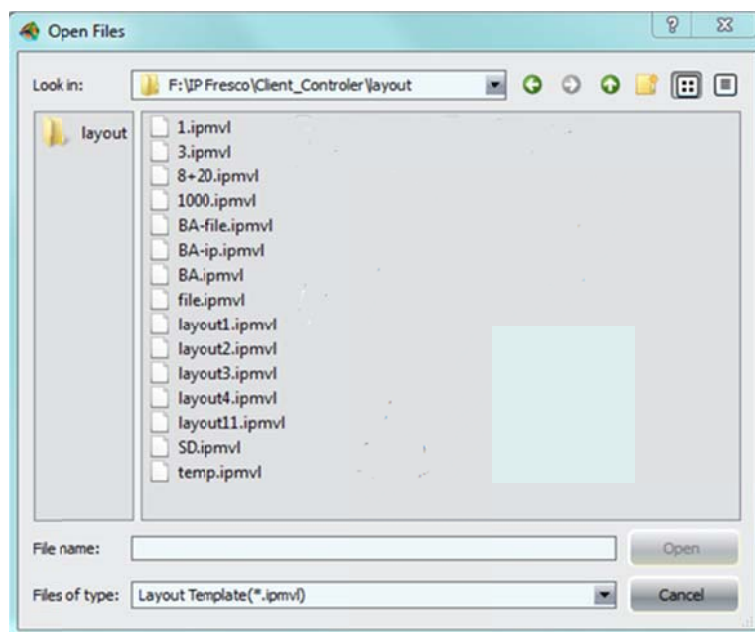 Open Files
Look in:
F:\IPFresco\Client_Controler\layout
layout
1.ipmvl
3.ipmvl
8+20.ipmvl
1000.ipmvl
BA-file.ipmvl
BA-ip.ipmvl
BA.ipmvl
file.ipmvl
layout1.ipmvl
layout2.ipmvl
layout3.ipmvl
layout4.ipmvl
layout11.ipmvl
SD.ipmvl
temp.ipmvl
File name:
Open
Files of type:
Layout Template(*.ipmvl)
Cancel